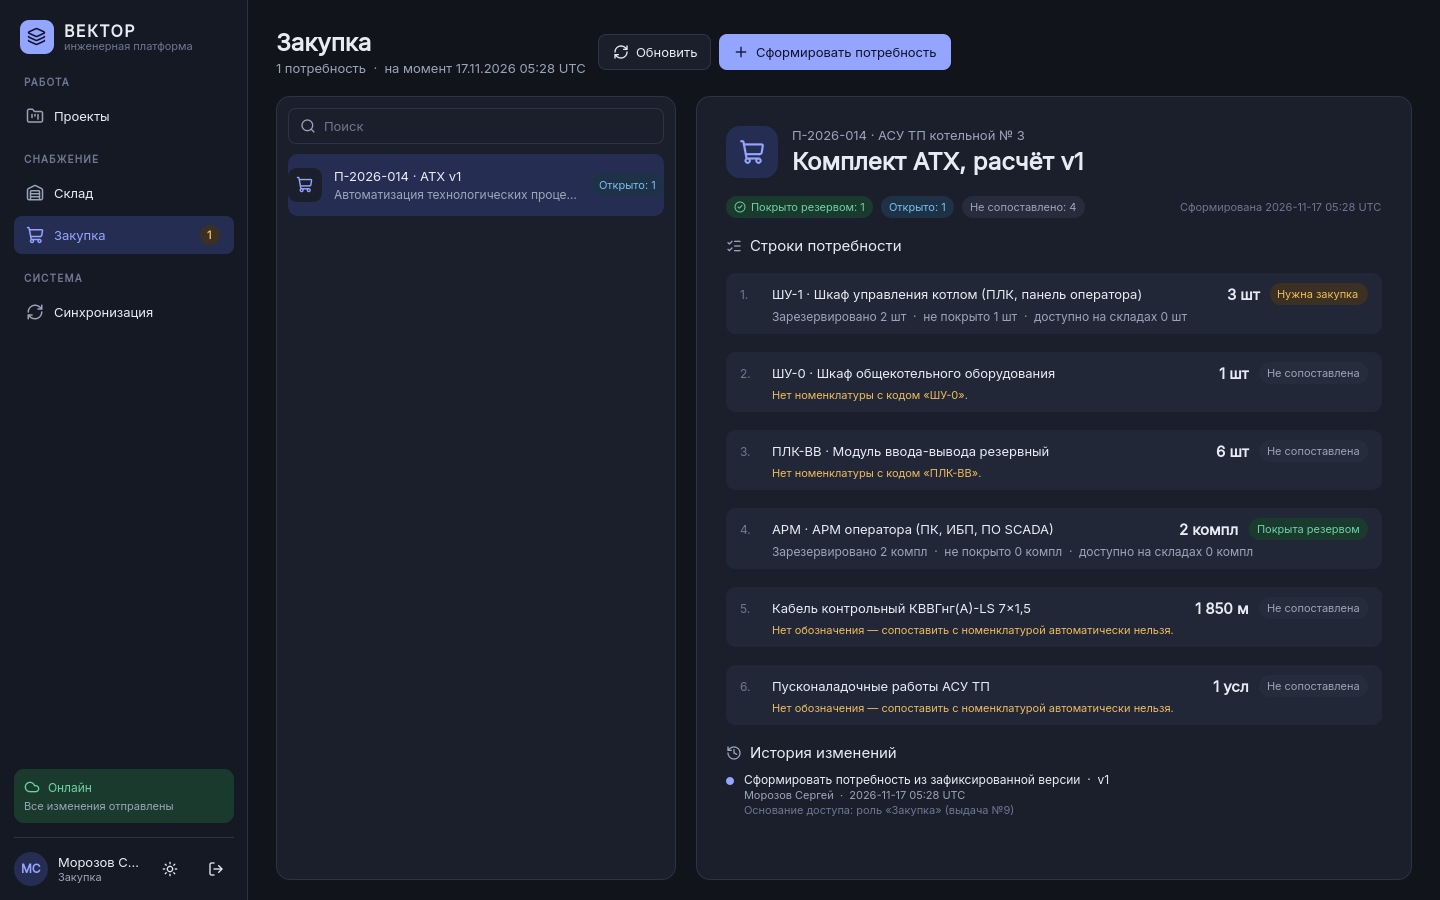 ВЕКТОР
инженерная платформа
РАБОТА
Проекты
СНАБЖЕНИЕ
Склад
Закупка
1
СИСТЕМА
Синхронизация
Онлайн
Все изменения отправлены
МС
Морозов С…
Закупка
Закупка
1 потребность · на момент 17.11.2026 05:28 UTC
Обновить
Сформировать потребность
Поиск
П-2026-014 · АТХ v1
Автоматизация технологических проце…
Открыто: 1
П-2026-014 · АСУ ТП котельной № 3
Комплект АТХ, расчёт v1
Покрыто резервом: 1
Открыто: 1
Не сопоставлено: 4
Сформирована 2026-11-17 05:28 UTC
Строки потребности
1.
ШУ-1 · Шкаф управления котлом (ПЛК, панель оператора)
3 шт
Нужна закупка
Зарезервировано 2 шт · не покрыто 1 шт · доступно на складах 0 шт
2.
ШУ-0 · Шкаф общекотельного оборудования
1 шт
Не сопоставлена
Нет номенклатуры с кодом «ШУ-0».
3.
ПЛК-ВВ · Модуль ввода-вывода резервный
6 шт
Не сопоставлена
Нет номенклатуры с кодом «ПЛК-ВВ».
4.
АРМ · АРМ оператора (ПК, ИБП, ПО SCADA)
2 компл
Покрыта резервом
Зарезервировано 2 компл · не покрыто 0 компл · доступно на складах 0 компл
5.
Кабель контрольный КВВГнг(А)-LS 7×1,5
1 850 м
Не сопоставлена
Нет обозначения — сопоставить с номенклатурой автоматически нельзя.
6.
Пусконаладочные работы АСУ ТП
1 усл
Не сопоставлена
Нет обозначения — сопоставить с номенклатурой автоматически нельзя.
История изменений
Сформировать потребность из зафиксированной версии · v1
Морозов Сергей · 2026-11-17 05:28 UTC
Основание доступа: роль «Закупка» (выдача №9)